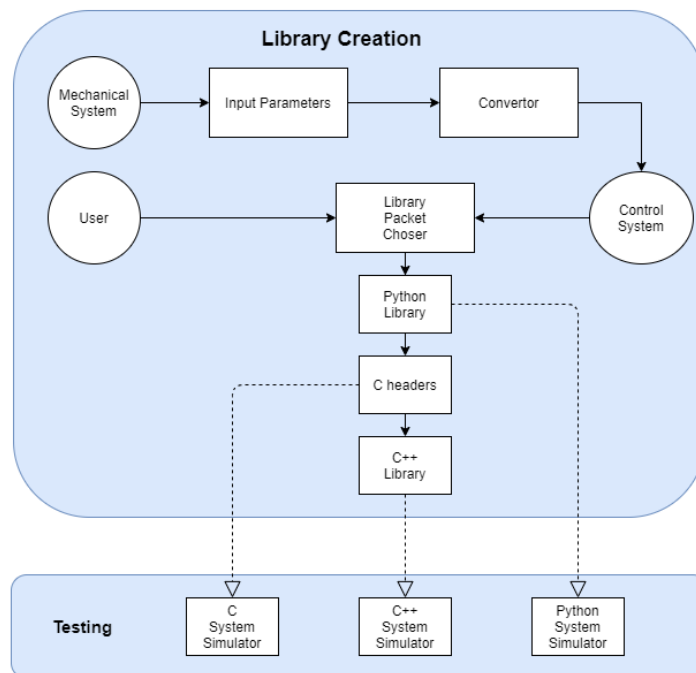 Library Creation
Mechanical
System
Input Parameters
Convertor
User
Library
Packet
Choser
Control
System
Python
Library
C headers
C++
Library
Testing
C
System
Simulator
C++
System
Simulator
Python
System
Simulator